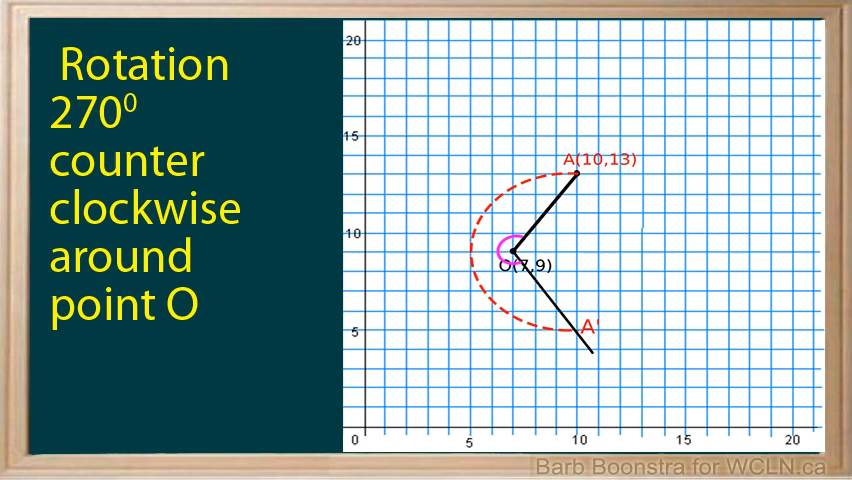 Rotation
270⁰
counter
clockwise
around
point O
20
15
A(10,13)
10
O(7,9)
5
A'
0 5 10 15 20
Barb Boonstra for WCLN.ca